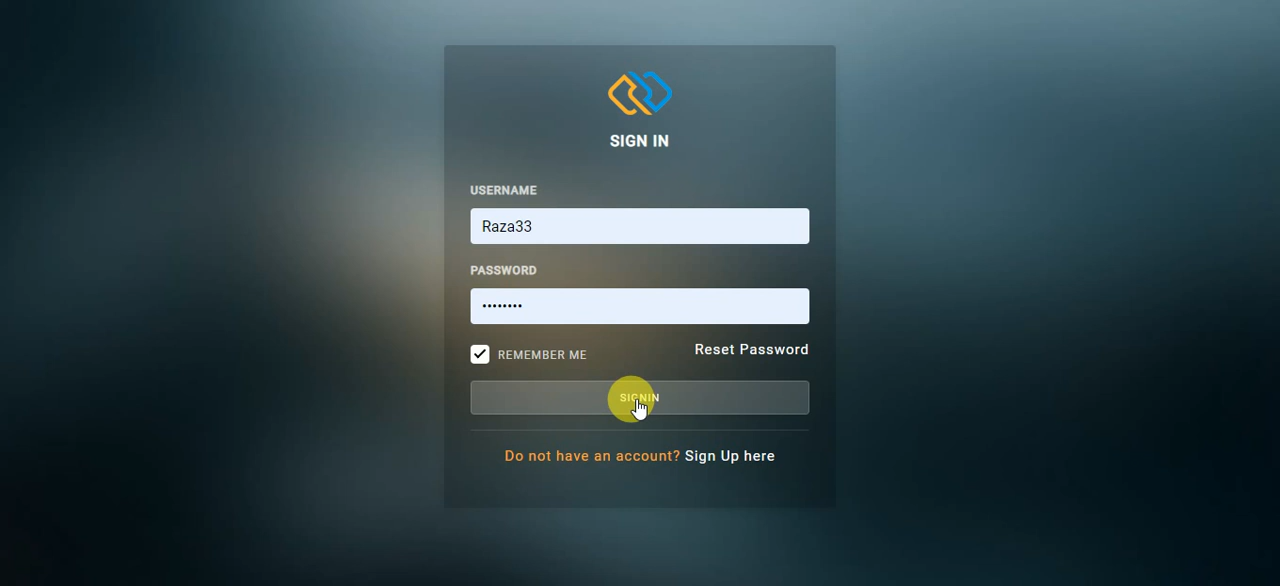 SIGN IN
USERNAME
Raza33
PASSWORD
••••••••
REMEMBER ME
Reset Password
SIGNIN
Do not have an account? Sign Up here